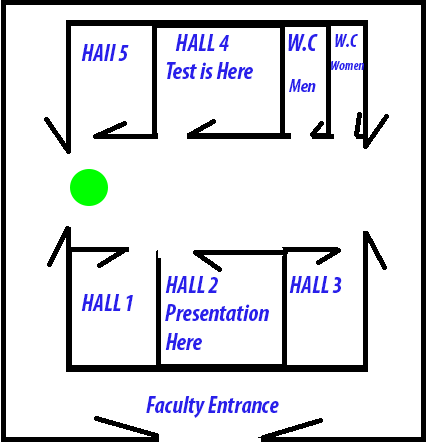 HAll 5
HALL 4
Test is Here
W.C
Men
W.C
Women
HALL 1
HALL 2
Presentation
Here
HALL 3
Faculty Entrance